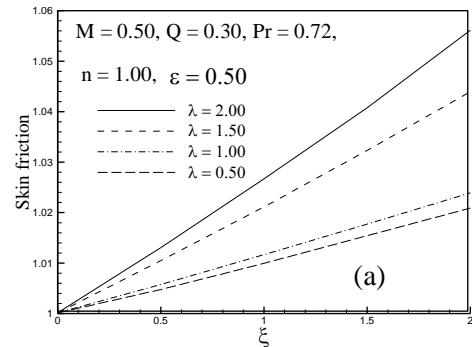 M = 0.50, Q = 0.30, Pr = 0.72,
n = 1.00, ε = 0.50
λ = 2.00
λ = 1.50
λ = 1.00
λ = 0.50
(a)
Skin friction
1.06
1.05
1.04
1.03
1.02
1.01
1
0 0.5 1 1.5 2
ξ